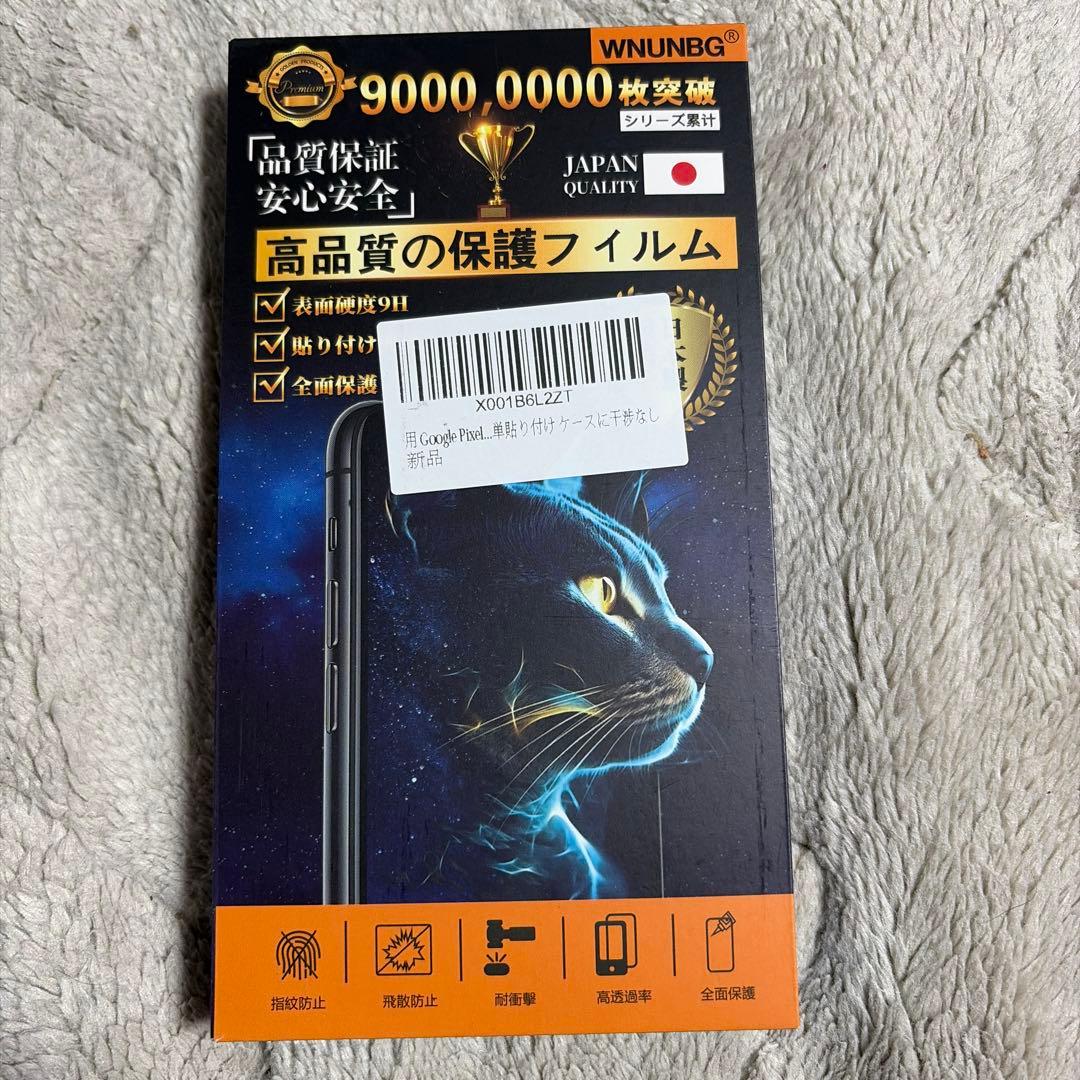 WNUNBG®
GOLDEN PRODUCTS
Premium
9000,0000枚突破
シリーズ累计
「品質保証
安心安全」
JAPAN
QUALITY
高品質の保護フィルム
表面硬度9H
貼り付け
全面保護
X001B6L2ZT
用 Google Pixel...単貼り付け ケースに干渉なし
新品
指紋防止
飛散防止
耐衝撃
高透過率
全面保護